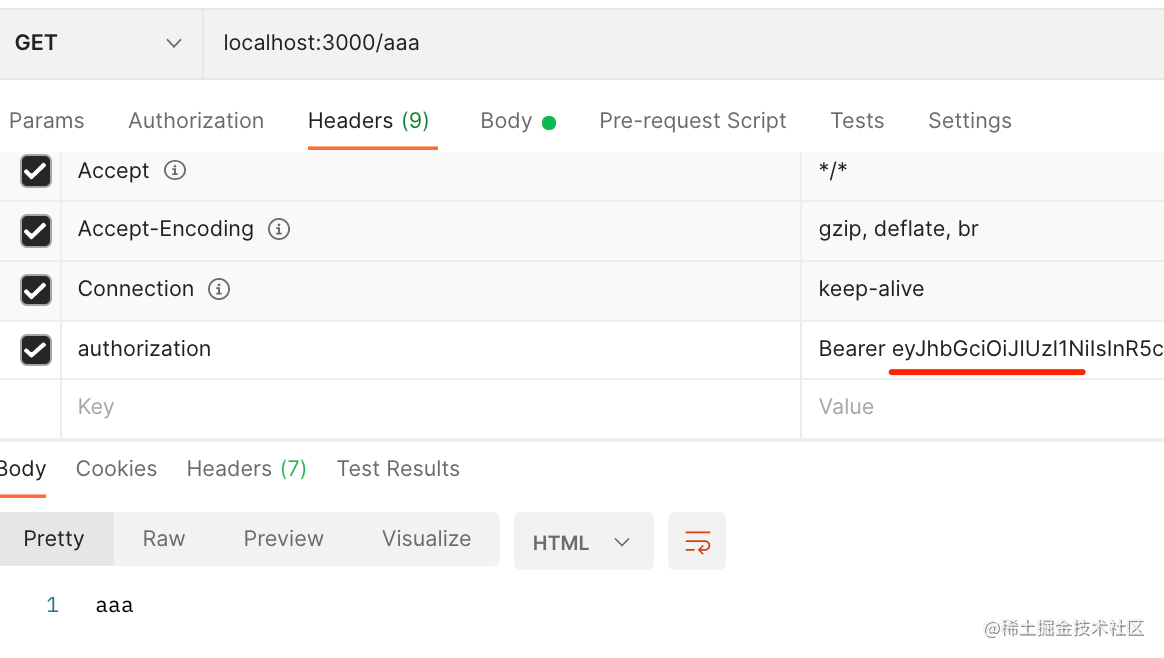 GET localhost:3000/aaa
Params Authorization Headers (9) Body Pre-request Script Tests Settings
Accept */*
Accept-Encoding gzip, deflate, br
Connection keep-alive
authorization Bearer eyJhbGciOiJIUzI1NiIsInR5c
Key Value
Body Cookies Headers (7) Test Results
Pretty Raw Preview Visualize HTML
1 aaa
@稀土掘金技术社区